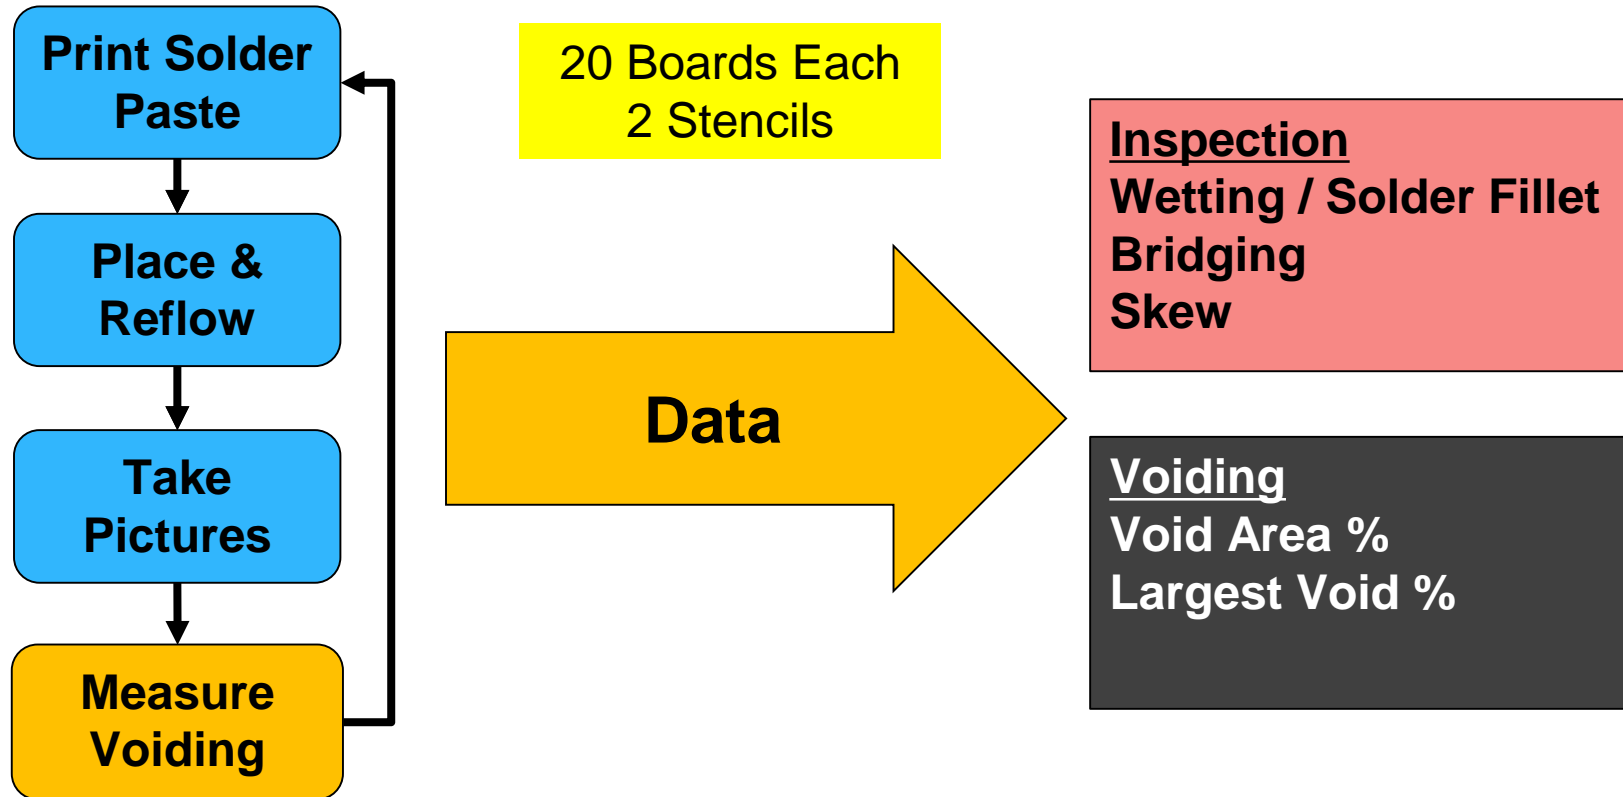 Print Solder
Paste
Place &
Reflow
Take
Pictures
Measure
Voiding
20 Boards Each
2 Stencils
Data
Inspection
Wetting / Solder Fillet
Bridging
Skew
Voiding
Void Area %
Largest Void %